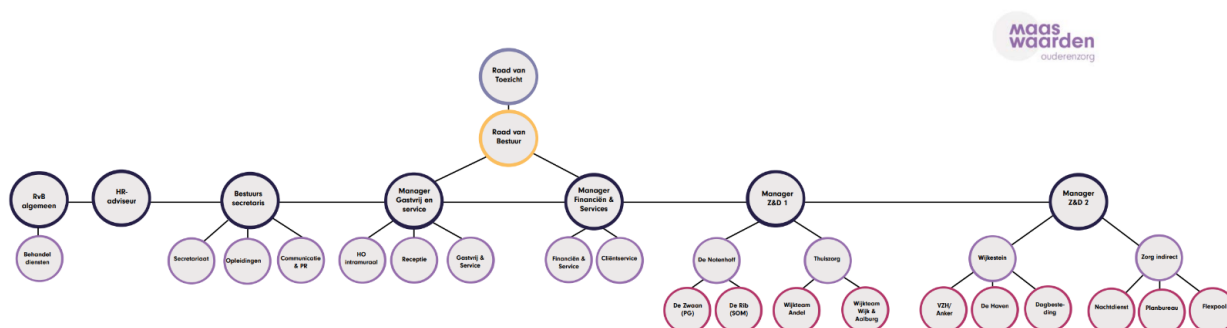 maas
waarden
ouderenzorg
Raad van
Toezicht
Raad van
Bestuur
RvB
algemeen
HR-
adviseur
Bestuurs
secretaris
Manager
Gastvrij en
service
Manager
Financiën &
Services
Manager
Z&D 1
Manager
Z&D 2
Behandel
diensten
Secretariaat
Opleidingen
Communicatie
& PR
HO
intramuraal
Receptie
Gastvrij &
Service
Financiën &
Service
Cliëntservice
De Notenhoff
Thuiszorg
Wijkestein
Zorg indirect
De Zwaan
(PG)
De Rib
(SOM)
Wijkteam
Andel
Wijkteam
Wijk &
Aalburg
VZH/
Anker
De Haven
Dagbeste-
ding
Nachtdienst
Planbureau
Flexpool